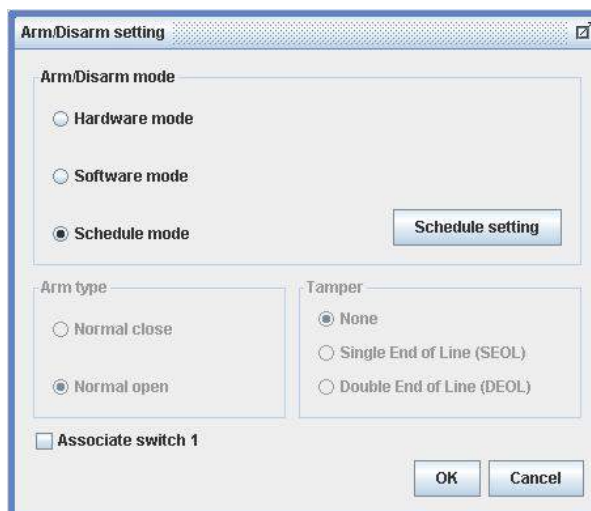 Arm/Disarm setting
Arm/Disarm mode
Hardware mode
Software mode
Schedule mode
Schedule setting
Arm type
Normal close
Normal open
Tamper
None
Single End of Line (SEOL)
Double End of Line (DEOL)
Associate switch 1
OK
Cancel